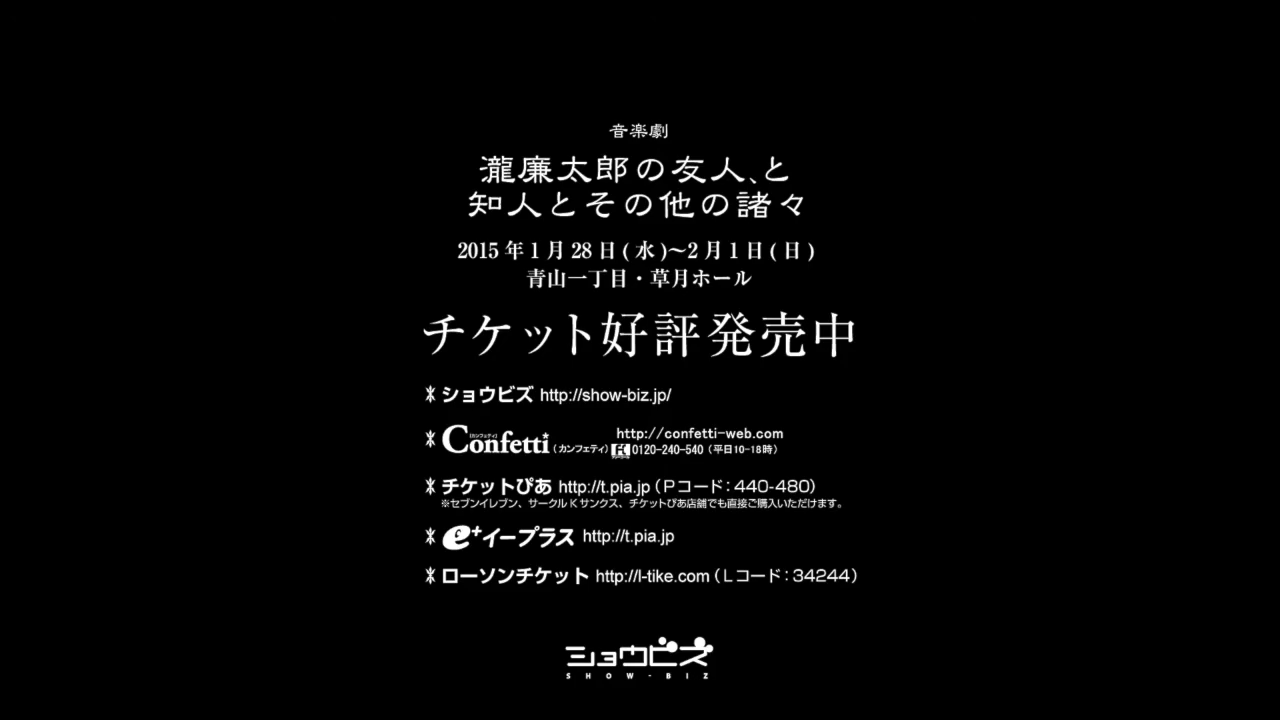 音楽劇
瀧廉太郎の友人、と
知人とその他の諸々
2015年1月28日(水)～2月1日(日)
青山一丁目・草月ホール
チケット好評発売中
ショウビズ http://show-biz.jp/
Confetti（カンフェティ） http://confetti-web.com
0120-240-540（平日10-18時）
チケットぴあ http://t.pia.jp（Pコード：440-480）
※セブンイレブン、サークルKサンクス、チケットぴあ店舗でも直接ご購入いただけます。
e+イープラス http://t.pia.jp
ローソンチケット http://l-tike.com（Lコード：34244）
ショウビズ
SHOW-BIZ